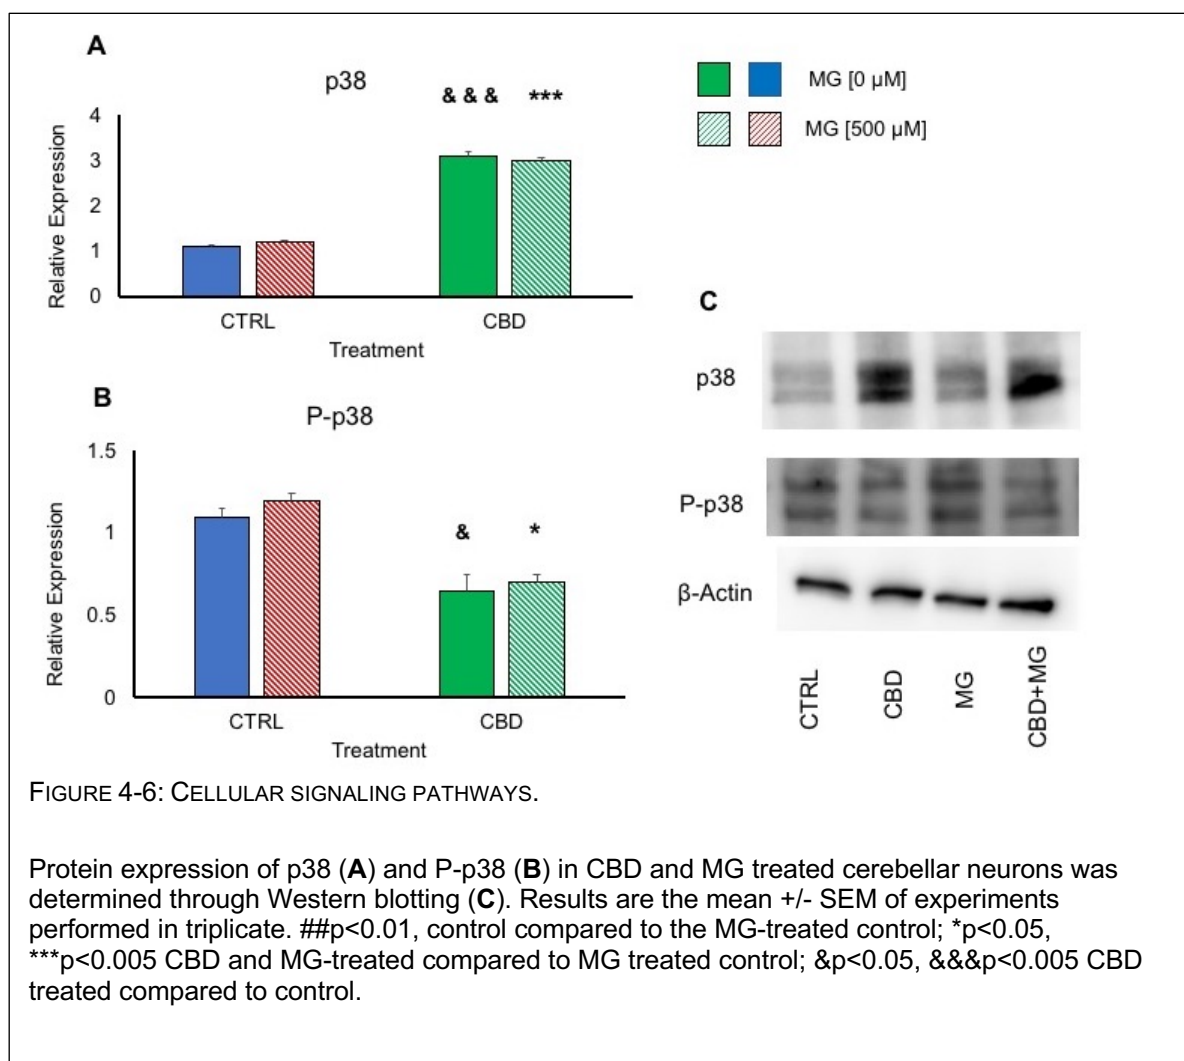 A
p38
& & &
***
4
3
2
1
0
Relative Expression
CTRL
CBD
Treatment
MG [0 µM]
MG [500 µM]
B
P-p38
1.5
1
0.5
0
Relative Expression
&
*
CTRL
CBD
Treatment
C
p38
P-p38
β-Actin
CTRL
CBD
MG
CBD+MG
FIGURE 4-6: CELLULAR SIGNALING PATHWAYS.
Protein expression of p38 (A) and P-p38 (B) in CBD and MG treated cerebellar neurons was
determined through Western blotting (C). Results are the mean +/- SEM of experiments
performed in triplicate. ##p<0.01, control compared to the MG-treated control; *p<0.05,
***p<0.005 CBD and MG-treated compared to MG treated control; &p<0.05, &&&p<0.005 CBD
treated compared to control.